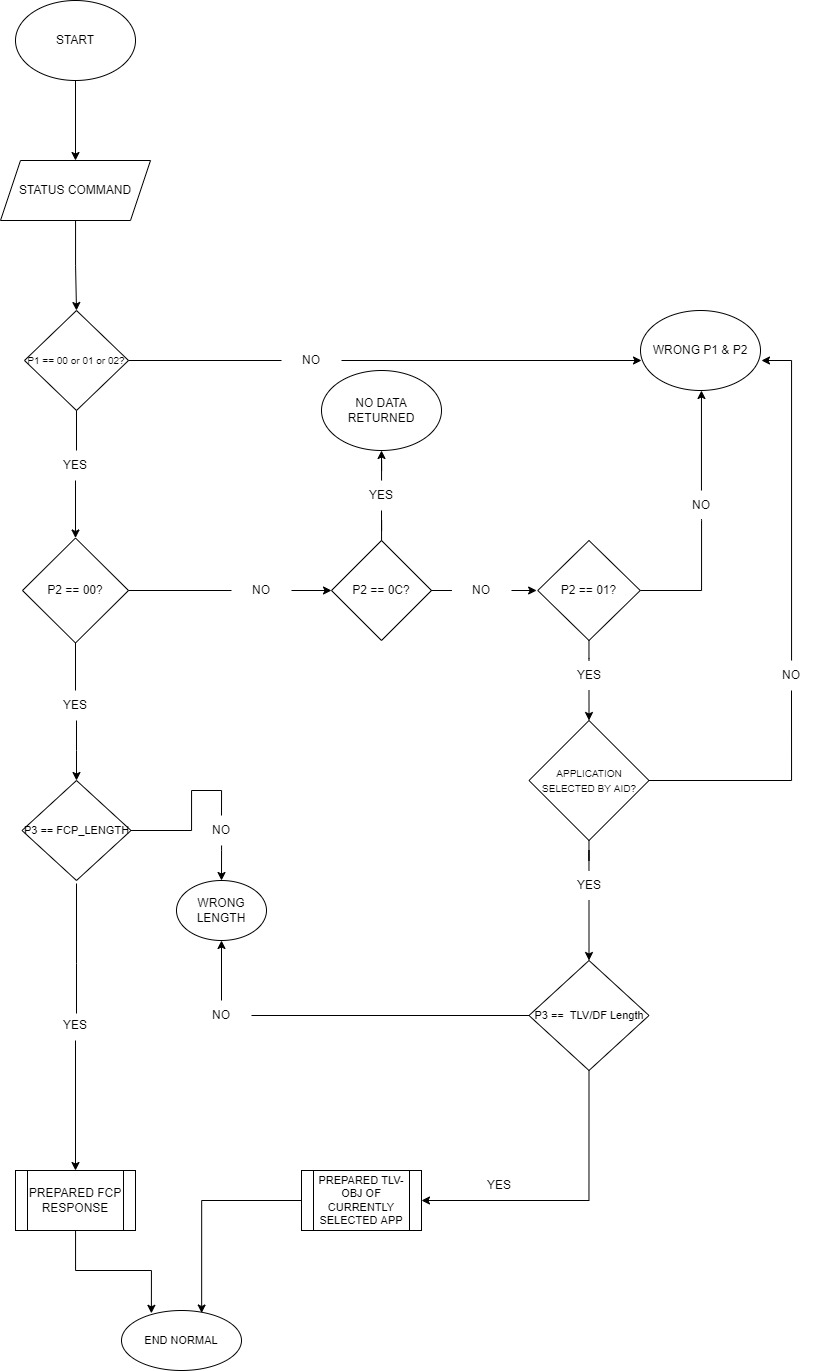 START
STATUS COMMAND
P1 == 00 or 01 or 02?
NO
WRONG P1 & P2
NO DATA
RETURNED
YES
YES
NO
P2 == 00?
NO
P2 == 0C?
NO
P2 == 01?
YES
YES
NO
APPLICATION
SELECTED BY AID?
P3 == FCP_LENGTH
NO
YES
WRONG
LENGTH
P3 == TLV/DF Length
NO
YES
YES
PREPARED FCP
RESPONSE
PREPARED TLV-
OBJ OF
CURRENTLY
SELECTED APP
END NORMAL